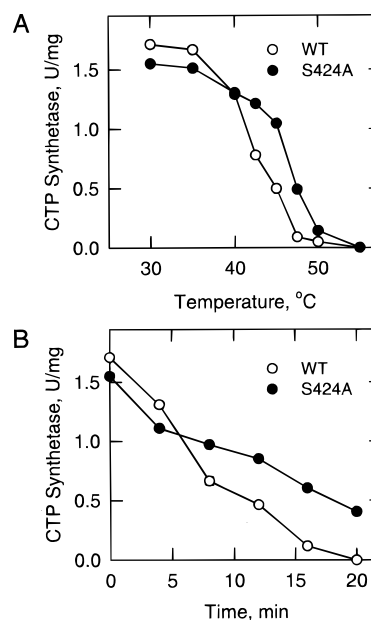 A
WT
S424A
CTP Synthetase, U/mg
1.5
1.0
0.5
0.0
30 40 50
Temperature, °C
B
WT
S424A
CTP Synthetase, U/mg
1.5
1.0
0.5
0.0
0 5 10 15 20
Time, min